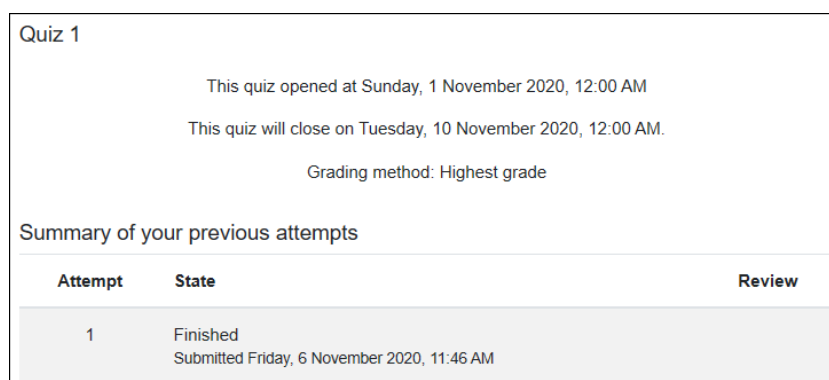 Quiz 1
This quiz opened at Sunday, 1 November 2020, 12:00 AM
This quiz will close on Tuesday, 10 November 2020, 12:00 AM.
Grading method: Highest grade
Summary of your previous attempts
Attempt State Review
1 Finished
Submitted Friday, 6 November 2020, 11:46 AM